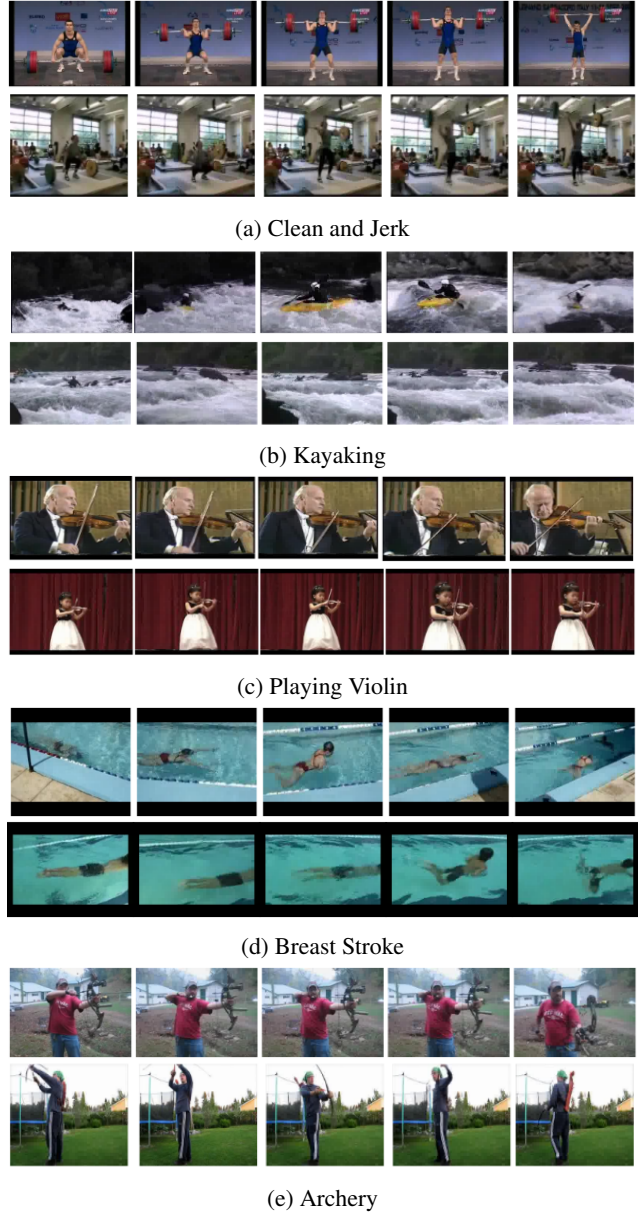 (a) Clean and Jerk
(b) Kayaking
(c) Playing Violin
(d) Breast Stroke
(e) Archery